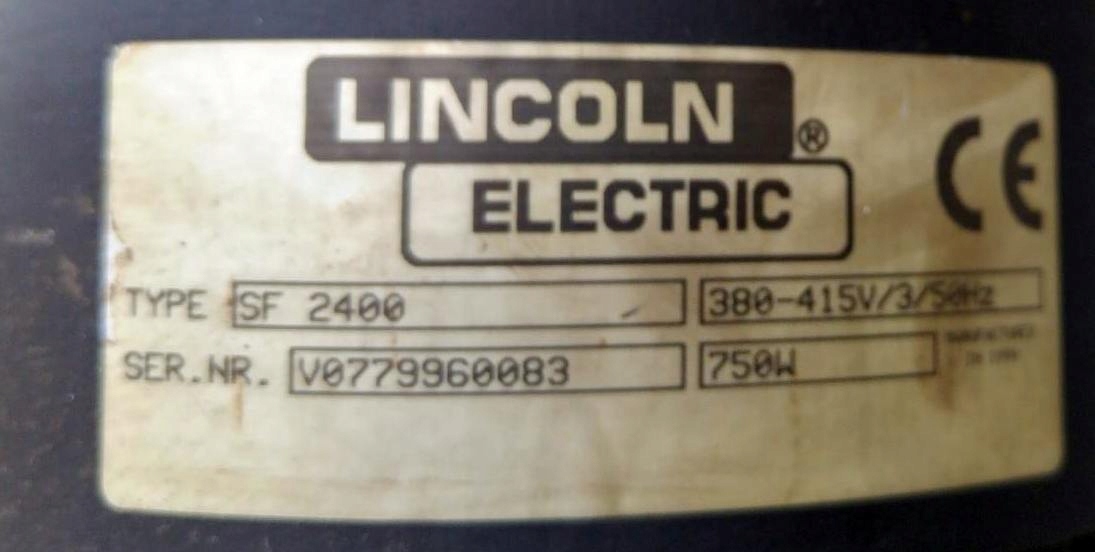 LINCOLN ®
ELECTRIC
CE
TYPE SF 2400 380-415V/3/50Hz
SER.NR. V0779960083 750W